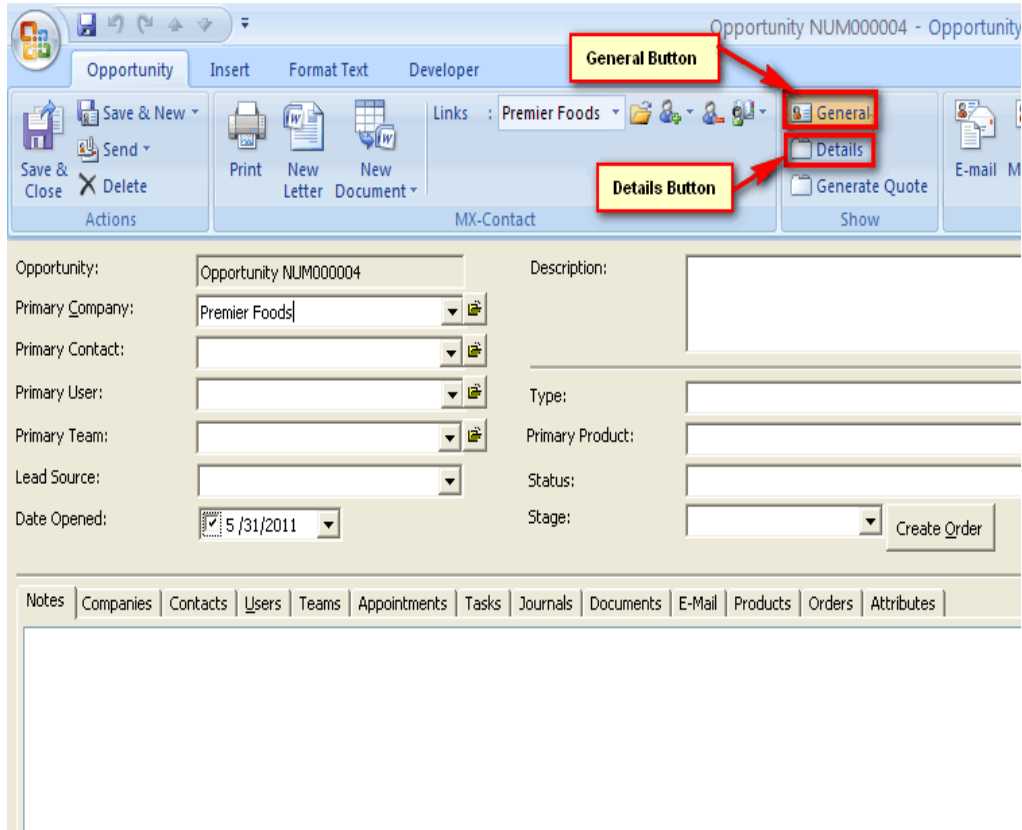 Opportunity NUM000004 - Opportunity
Opportunity Insert Format Text Developer
General Button
Save & Close
Save & New
Send
Delete
Actions
Print
New Letter
New Document
Links : Premier Foods
MX-Contact
Details Button
General
Details
Generate Quote
Show
E-mail M
Opportunity: Opportunity NUM000004
Primary Company: Premier Foods
Primary Contact:
Primary User:
Primary Team:
Lead Source:
Date Opened: 5 /31/2011
Description:
Type:
Primary Product:
Status:
Stage: Create Order
Notes Companies Contacts Users Teams Appointments Tasks Journals Documents E-Mail Products Orders Attributes